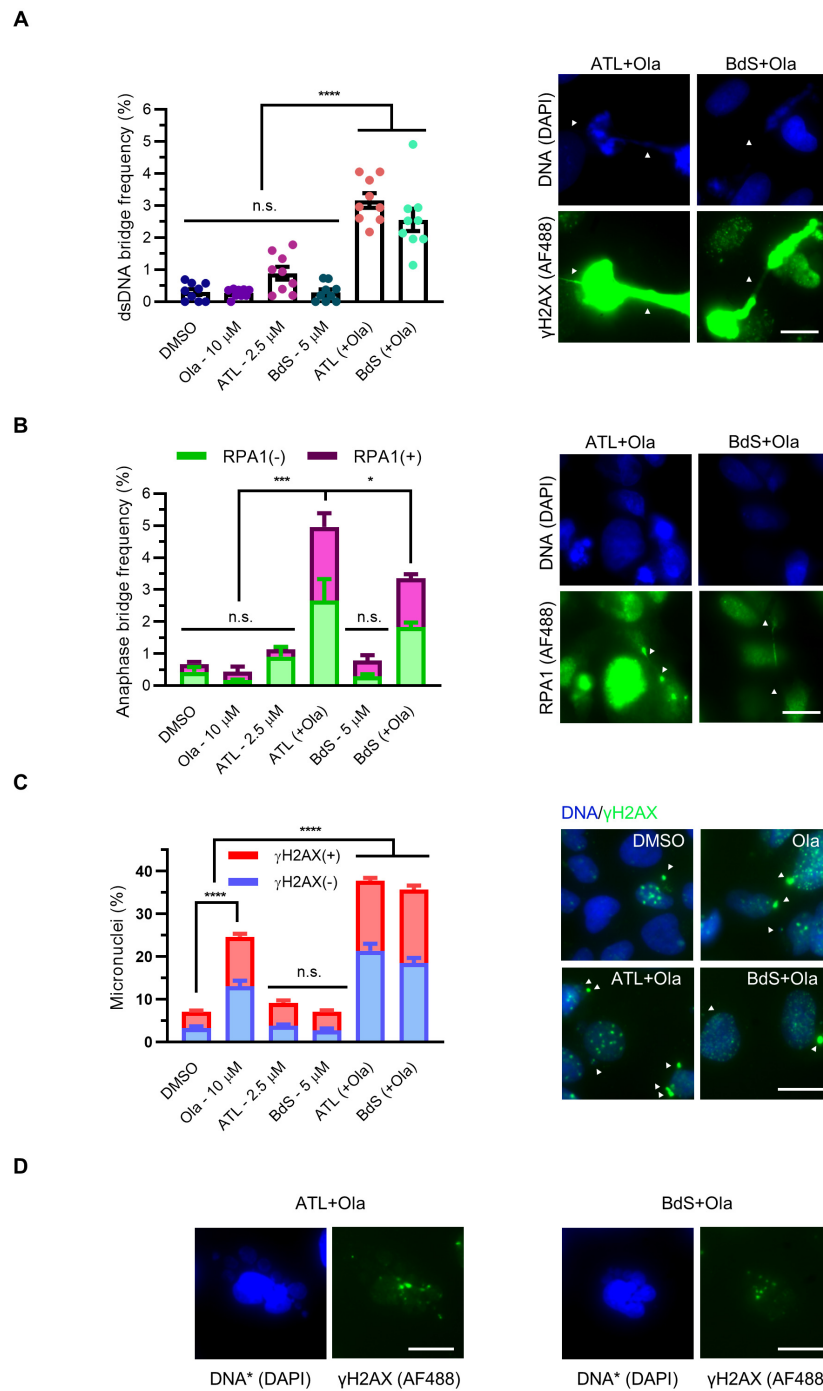 A
dsDNA bridge frequency (%)
6
5
4
3
2
1
0
****
n.s.
DMSO
Ola - 10 μM
ATL - 2.5 μM
BdS - 5 μM
ATL (+Ola)
BdS (+Ola)
ATL+Ola
BdS+Ola
DNA (DAPI)
γH2AX (AF488)
B
RPA1(-)
RPA1(+)
Anaphase bridge frequency (%)
6
5
4
3
2
1
0
***
*
n.s.
n.s.
DMSO
Ola - 10 μM
ATL - 2.5 μM
ATL (+Ola)
BdS - 5 μM
BdS (+Ola)
ATL+Ola
BdS+Ola
DNA (DAPI)
RPA1 (AF488)
C
Micronuclei (%)
40
30
20
10
0
****
γH2AX(+)
γH2AX(-)
****
n.s.
DMSO
Ola - 10 μM
ATL - 2.5 μM
BdS - 5 μM
ATL (+Ola)
BdS (+Ola)
DNA/γH2AX
DMSO
Ola
ATL+Ola
BdS+Ola
D
ATL+Ola
BdS+Ola
DNA* (DAPI)
γH2AX (AF488)
DNA* (DAPI)
γH2AX (AF488)